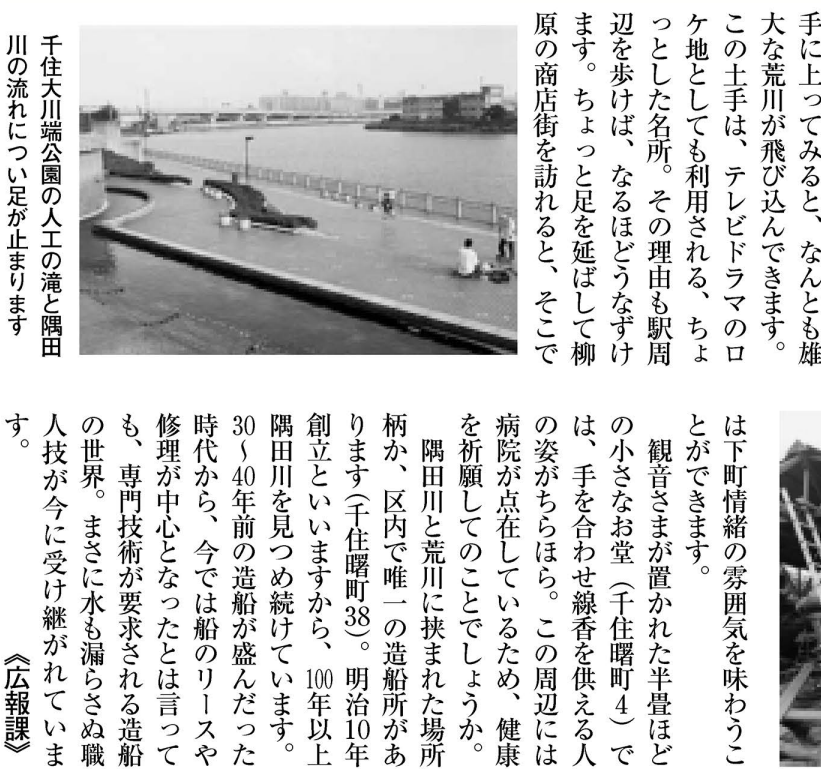 手に上ってみると、なんとも雄
大な荒川が飛び込んできます。
この土手は、テレビドラマのロ
ケ地としても利用される、ちょ
っとした名所。その理由も駅周
辺を歩けば、なるほどうなずけ
ます。ちょっと足を延ばして柳
原の商店街を訪れると、そこで
千住大川端公園の人工の滝と隅田
川の流れについ足が止まります
は下町情緒の雰囲気を味わうこ
とができます。
観音さまが置かれた半畳ほど
の小さなお堂（千住曙町4）で
は、手を合わせ線香を供える人
の姿がちらほら。この周辺には
病院が点在しているため、健康
を祈願してのことでしょうか。
隅田川と荒川に挟まれた場所
柄か、区内で唯一の造船所があ
ります（千住曙町38）。明治10年
創立といいますから、100年以上
隅田川を見つめ続けています。
30〜40年前の造船が盛んだった
時代から、今では船のリースや
修理が中心となったとは言って
も、専門技術が要求される造船
の世界。まさに水も漏らさぬ職
人技が今に受け継がれていま
す。
《広報課》